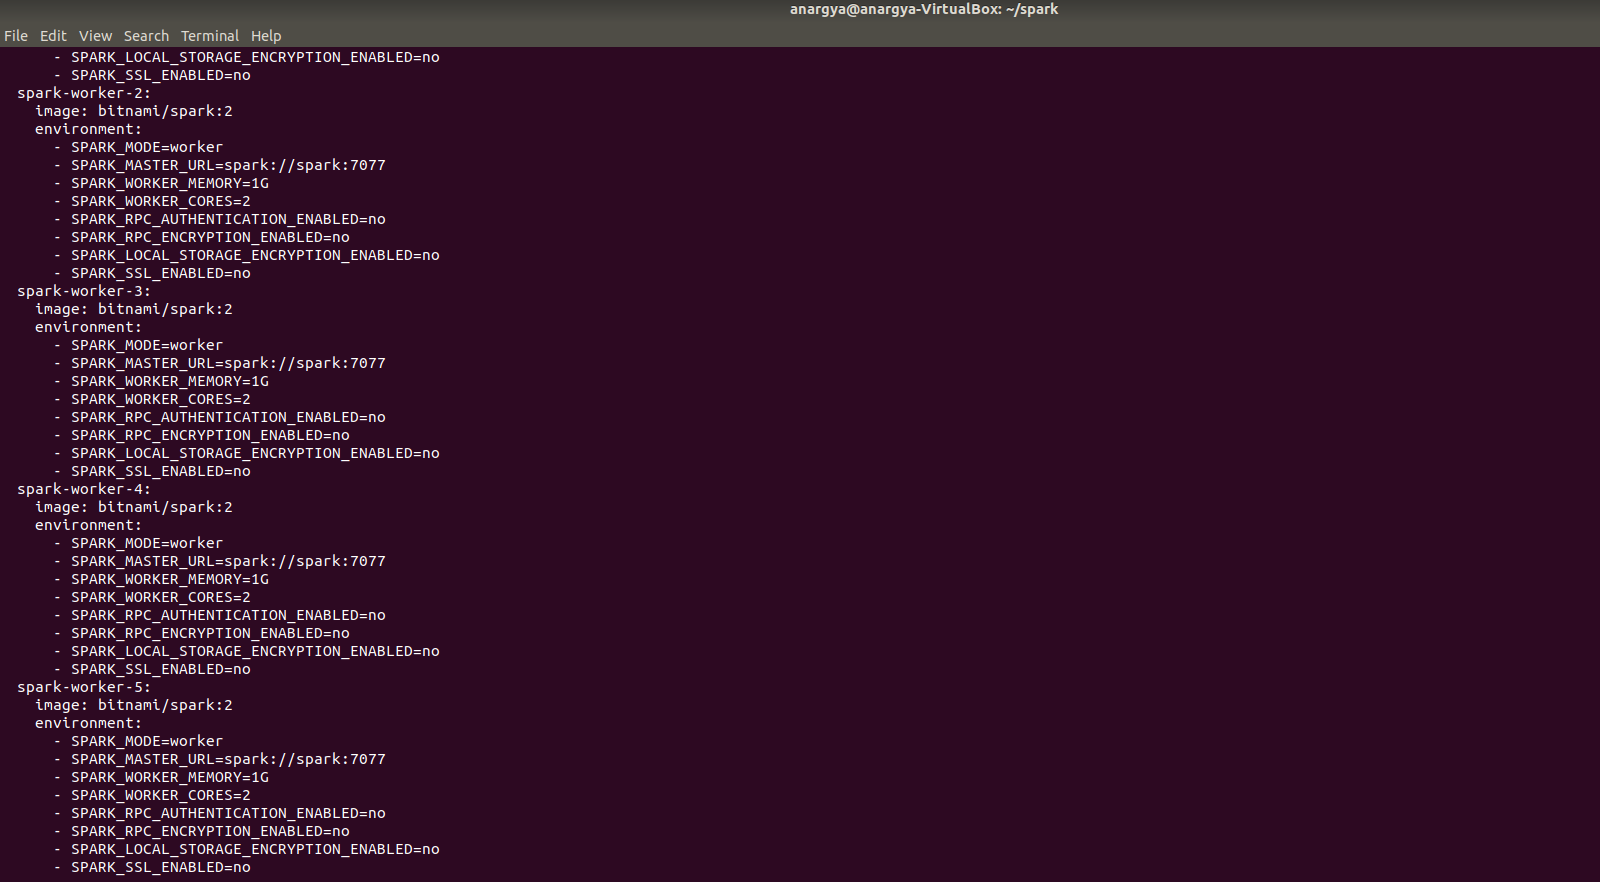 anargya@anargya-VirtualBox: ~/spark
File Edit View Search Terminal Help
      - SPARK_LOCAL_STORAGE_ENCRYPTION_ENABLED=no
      - SPARK_SSL_ENABLED=no
  spark-worker-2:
    image: bitnami/spark:2
    environment:
      - SPARK_MODE=worker
      - SPARK_MASTER_URL=spark://spark:7077
      - SPARK_WORKER_MEMORY=1G
      - SPARK_WORKER_CORES=2
      - SPARK_RPC_AUTHENTICATION_ENABLED=no
      - SPARK_RPC_ENCRYPTION_ENABLED=no
      - SPARK_LOCAL_STORAGE_ENCRYPTION_ENABLED=no
      - SPARK_SSL_ENABLED=no
  spark-worker-3:
    image: bitnami/spark:2
    environment:
      - SPARK_MODE=worker
      - SPARK_MASTER_URL=spark://spark:7077
      - SPARK_WORKER_MEMORY=1G
      - SPARK_WORKER_CORES=2
      - SPARK_RPC_AUTHENTICATION_ENABLED=no
      - SPARK_RPC_ENCRYPTION_ENABLED=no
      - SPARK_LOCAL_STORAGE_ENCRYPTION_ENABLED=no
      - SPARK_SSL_ENABLED=no
  spark-worker-4:
    image: bitnami/spark:2
    environment:
      - SPARK_MODE=worker
      - SPARK_MASTER_URL=spark://spark:7077
      - SPARK_WORKER_MEMORY=1G
      - SPARK_WORKER_CORES=2
      - SPARK_RPC_AUTHENTICATION_ENABLED=no
      - SPARK_RPC_ENCRYPTION_ENABLED=no
      - SPARK_LOCAL_STORAGE_ENCRYPTION_ENABLED=no
      - SPARK_SSL_ENABLED=no
  spark-worker-5:
    image: bitnami/spark:2
    environment:
      - SPARK_MODE=worker
      - SPARK_MASTER_URL=spark://spark:7077
      - SPARK_WORKER_MEMORY=1G
      - SPARK_WORKER_CORES=2
      - SPARK_RPC_AUTHENTICATION_ENABLED=no
      - SPARK_RPC_ENCRYPTION_ENABLED=no
      - SPARK_LOCAL_STORAGE_ENCRYPTION_ENABLED=no
      - SPARK_SSL_ENABLED=no